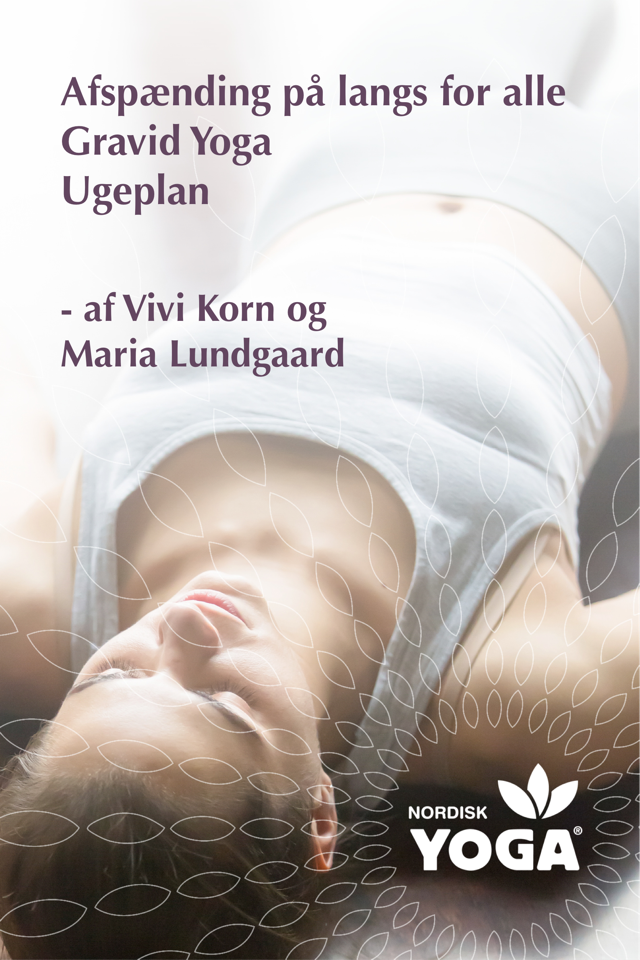 Afspænding på langs for alle
Gravid Yoga
Ugeplan
- af Vivi Korn og
Maria Lundgaard
NORDISK
YOGA®